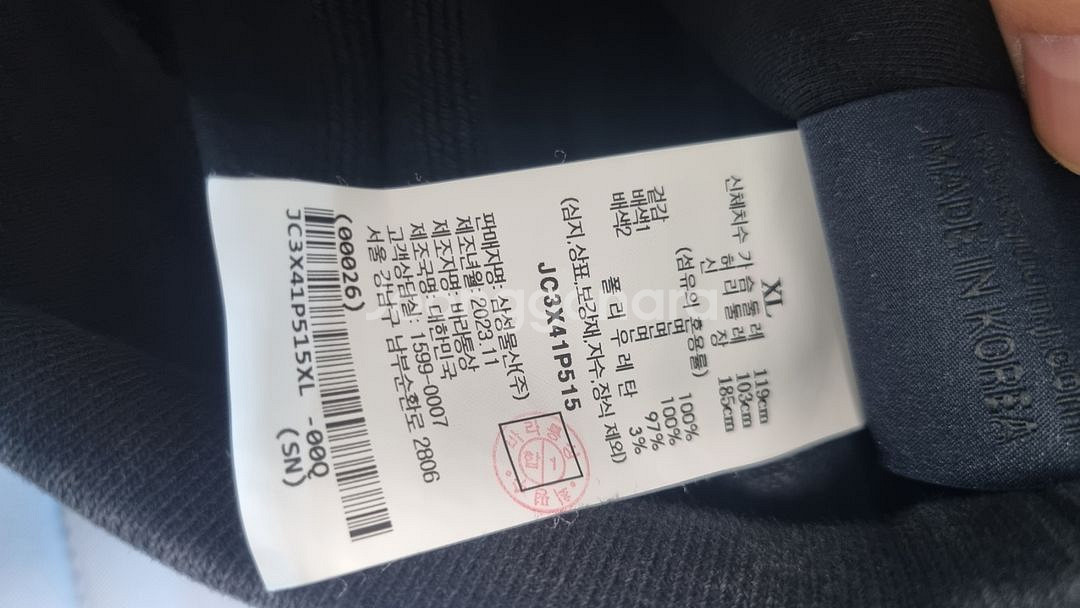 XL
신체치수 가슴둘레 119cm
허리둘레 103cm
신장 185cm
(섬유의 혼용률)
겉감 면 100%
배색1 면 100%
배색2 면 97%
폴리우레탄 3%
(심지,상표,보강재,자수,장식 제외)
JC3X41P515
판매자명: 삼성물산(주)
제조년월: 2023.11
제조자명: 바라통상
제조국명: 대한민국
고객상담실: 1599-0007
서울 강남구 남부순환로 2806
(00026)
JC3X41P515XL -00Q
(SN)
MADE IN KOREA
joonggonara